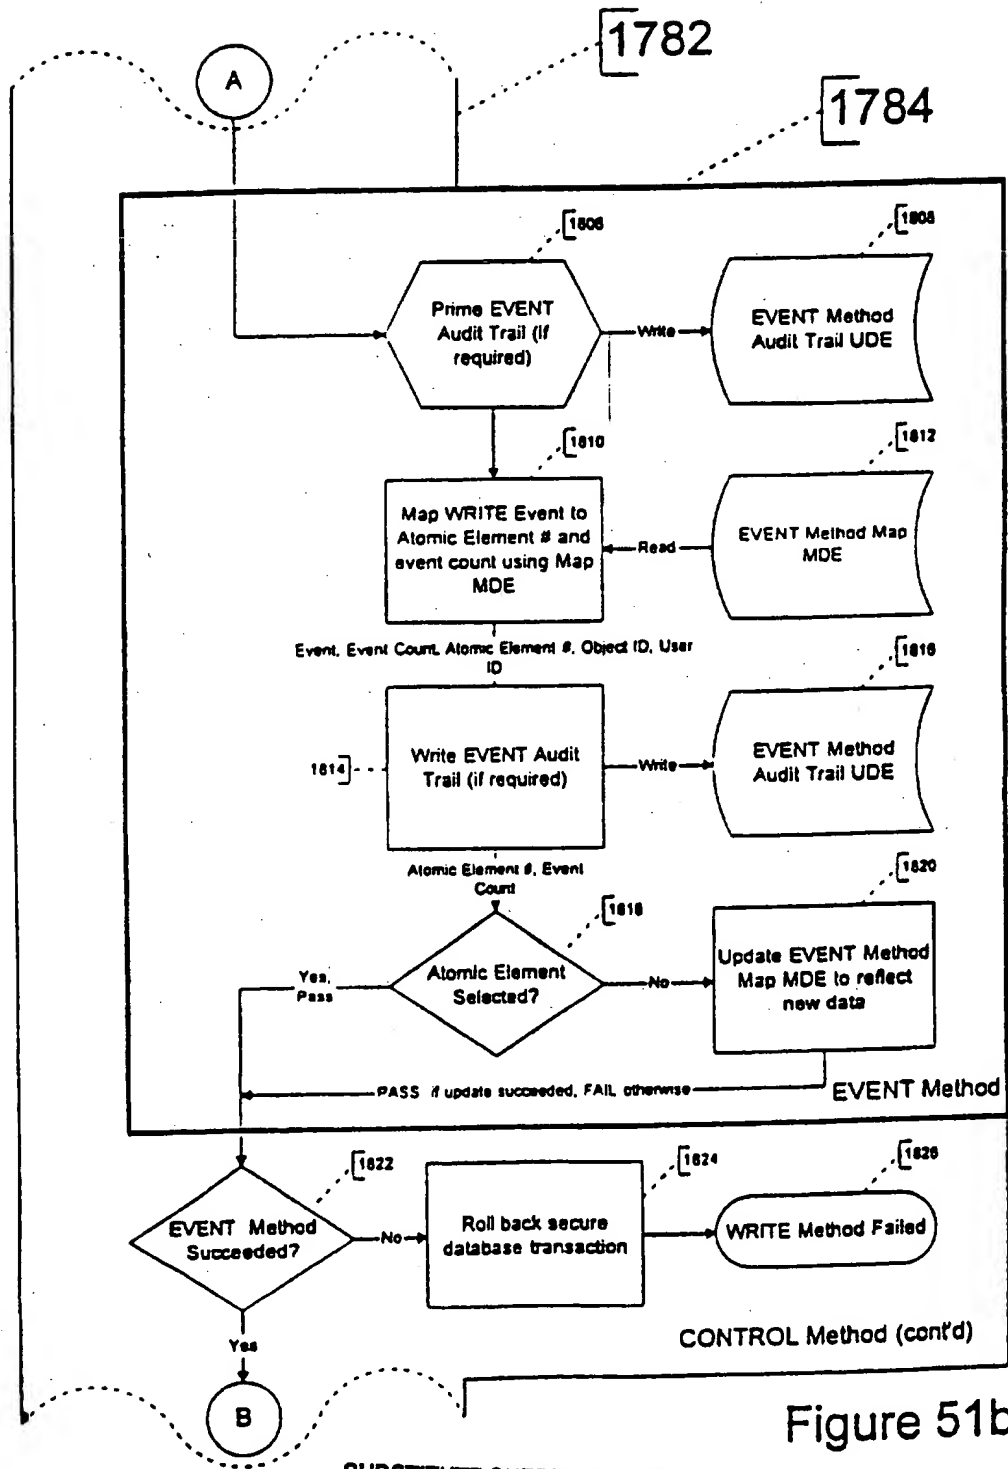 1782
A
1784
1806
1808
Prime EVENT
Audit Trail (if
required)
Write
EVENT Method
Audit Trail UDE
1810
1812
Map WRITE Event to
Atomic Element # and
event count using Map
MDE
Read
EVENT Method Map
MDE
Event, Event Count, Atomic Element #, Object ID, User
ID
1816
1814
Write EVENT Audit
Trail (if required)
Write
EVENT Method
Audit Trail UDE
Atomic Element #, Event
Count
1818
1820
Yes,
Pass
Atomic Element
Selected?
No
Update EVENT Method
Map MDE to reflect
new data
PASS if update succeeded, FAIL otherwise
EVENT Method
1822
1824
1826
EVENT Method
Succeeded?
No
Roll back secure
database transaction
WRITE Method Failed
Yes
CONTROL Method (cont'd)
B
Figure 51b